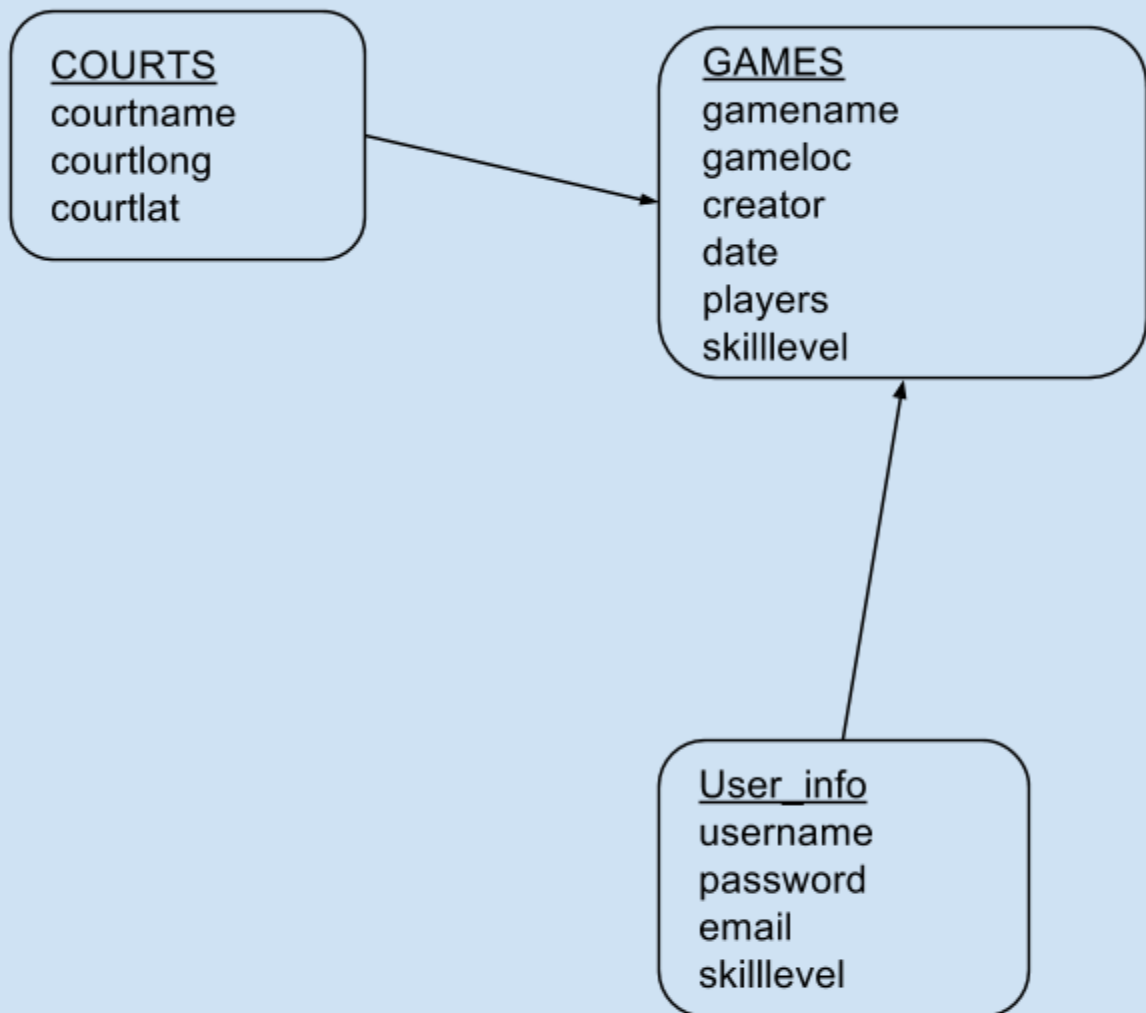 COURTS
courtname
courtlong
courtlat
GAMES
gamename
gameloc
creator
date
players
skilllevel
User_info
username
password
email
skilllevel